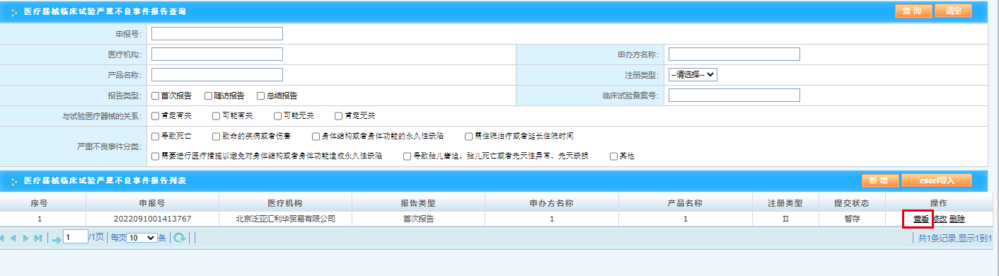 医疗器械临床试验严重不良事件报告查询 查 询 清空
申报号:
医疗机构: 申办方名称:
产品名称: 注册类型: --请选择--
报告类型: 首次报告 随访报告 总结报告 临床试验备案号:
与试验医疗器械的关系: 肯定有关 可能有关 可能无关 肯定无关
严重不良事件分类: 导致死亡 致命的疾病或者伤害 身体结构或者身体功能的永久性缺陷 需住院治疗或者延长住院时间
需要进行医疗措施以避免对身体结构或者身体功能造成永久性缺陷 导致胎儿窘迫、胎儿死亡或者先天性异常、先天缺损 其他
医疗器械临床试验严重不良事件报告列表 新 增 excel导入
序号 申报号 医疗机构 报告类型 申办方名称 产品名称 注册类型 提交状态 操作
1 2022091001413767 北京泛亚汇利华贸易有限公司 首次报告 1 1 II 暂存 查看 修改 删除
1 /1页 每页 10 条 共1条记录,显示1到1